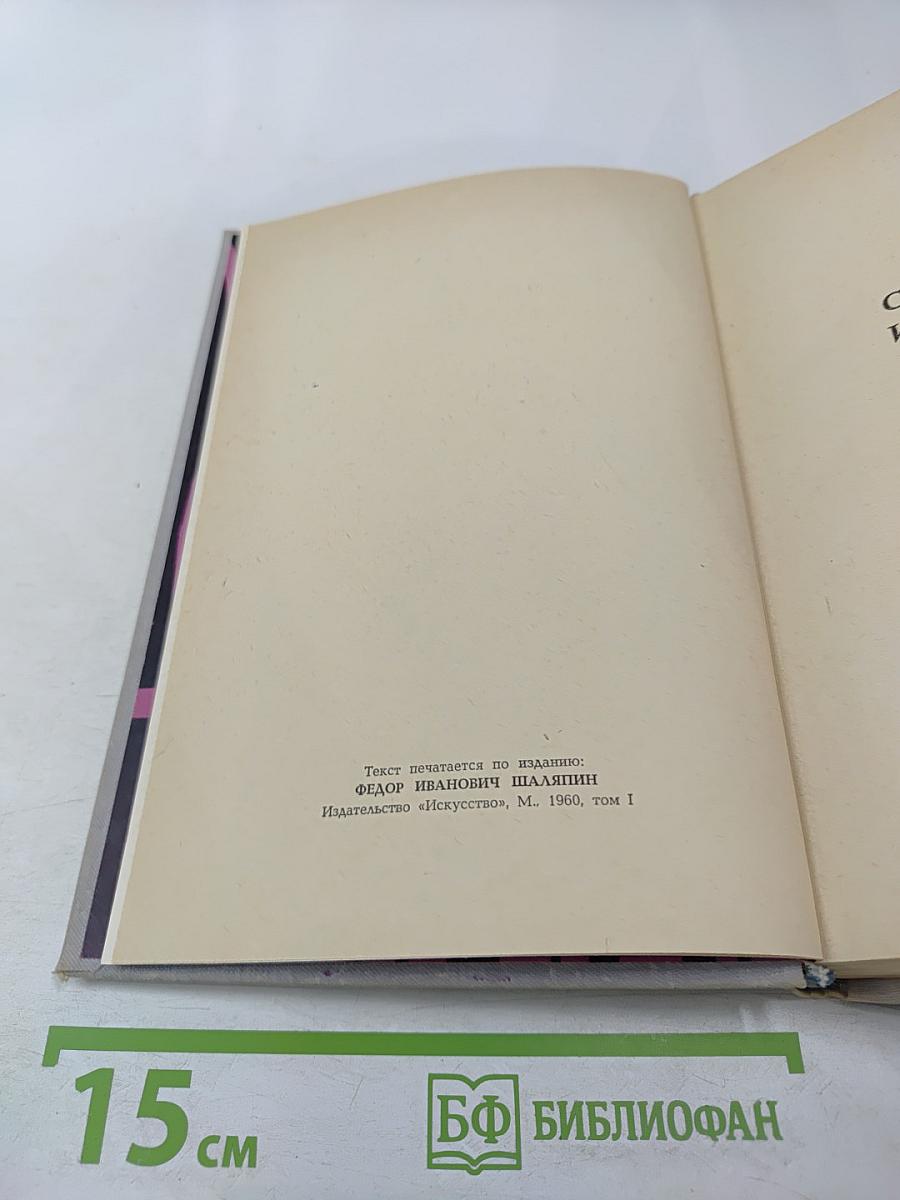 Текст печатается по изданию:
ФЕДОР ИВАНОВИЧ ШАЛЯПИН
Издательство «Искусство», М., 1960, том I
15 см
БФ БИБЛИОФАН